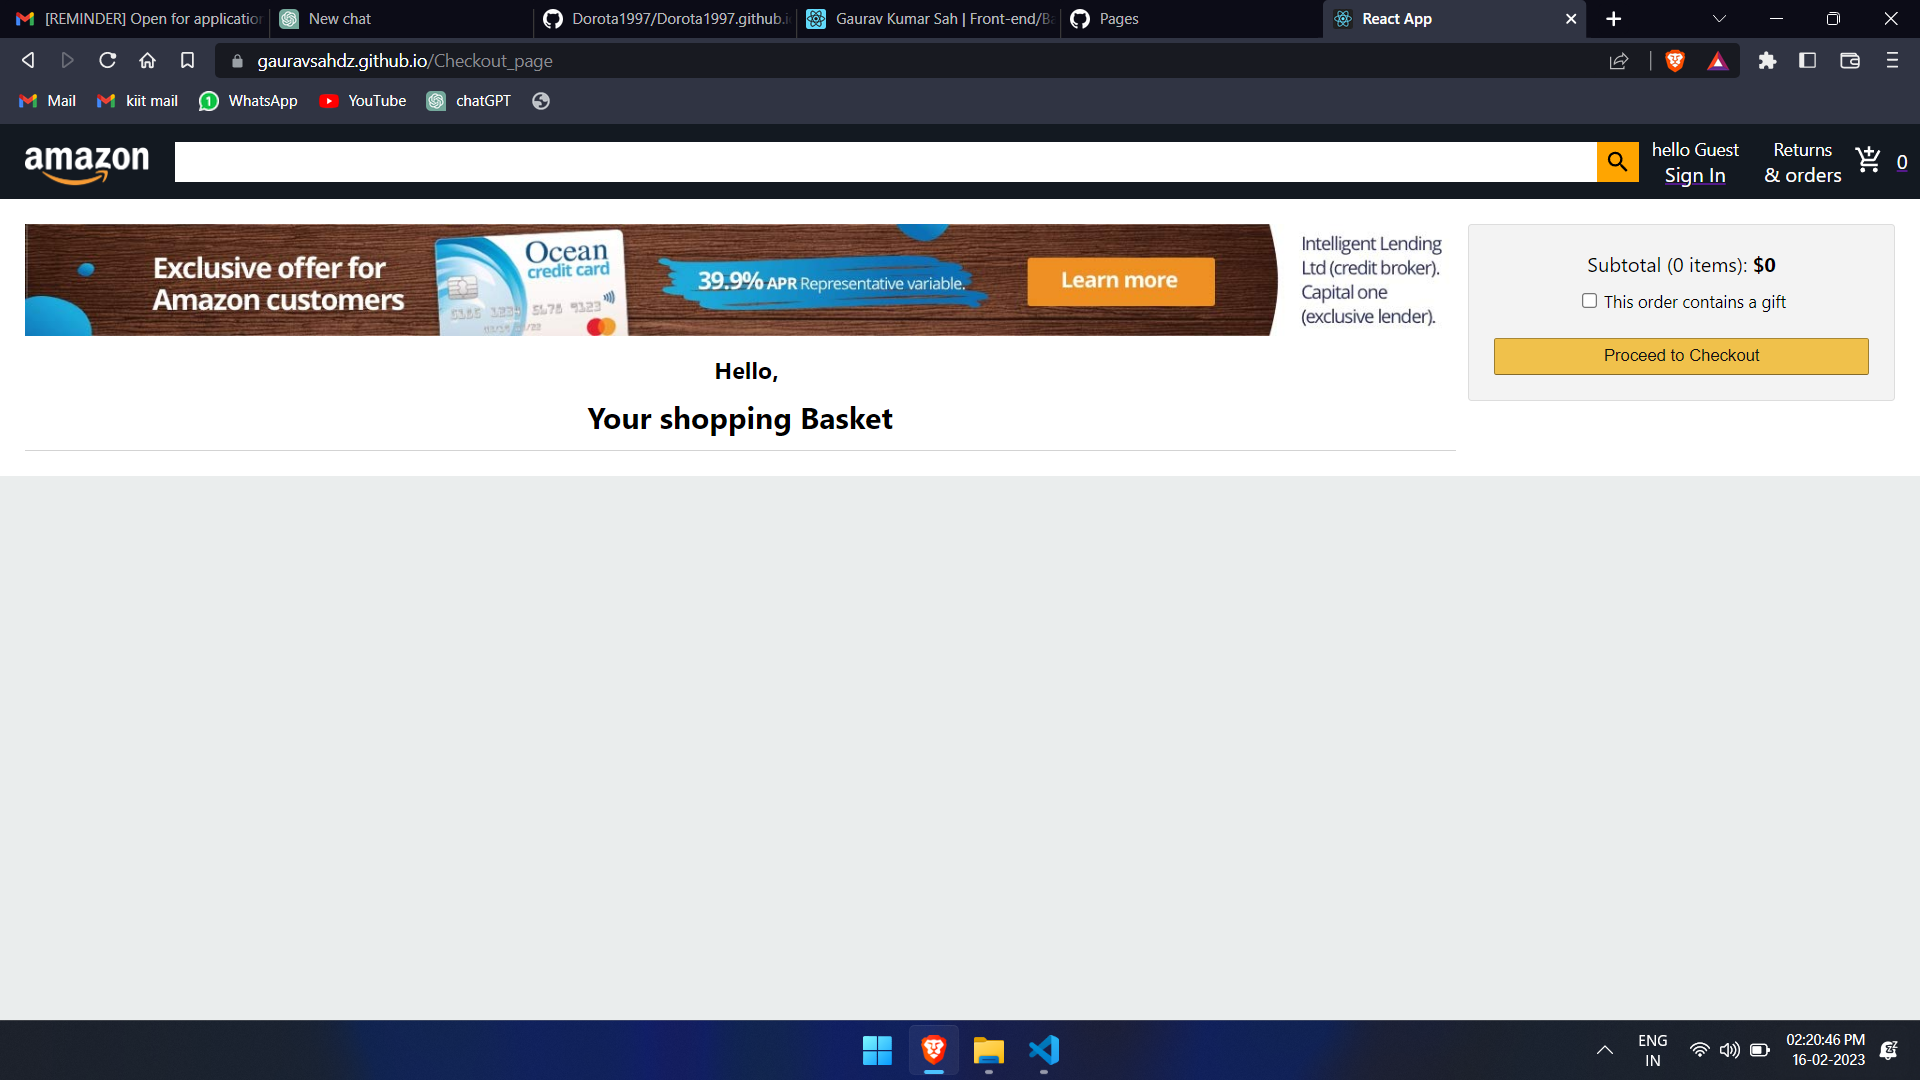 [REMINDER] Open for application
New chat
Dorota1997/Dorota1997.github.i
Gaurav Kumar Sah | Front-end/Ba
Pages
React App
gauravsahdz.github.io/Checkout_page
Mail
kiit mail
1
WhatsApp
YouTube
chatGPT
amazon
hello Guest
Sign In
Returns
& orders
0
Exclusive offer for
Amazon customers
Ocean
credit card
39.9% APR Representative variable.
Learn more
Intelligent Lending
Ltd (credit broker).
Capital one
(exclusive lender).
Subtotal (0 items): $0
This order contains a gift
Proceed to Checkout
Hello,
Your shopping Basket
ENG
IN
02:20:46 PM
16-02-2023